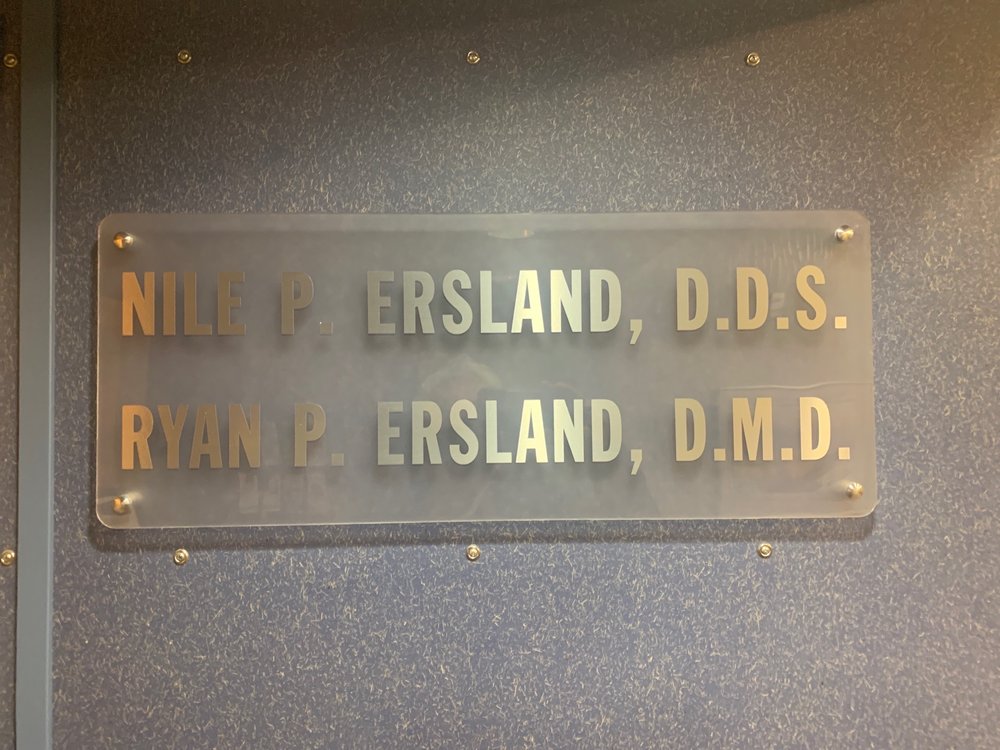 NILE P. ERSLAND, D.D.S.
RYAN P. ERSLAND, D.M.D.